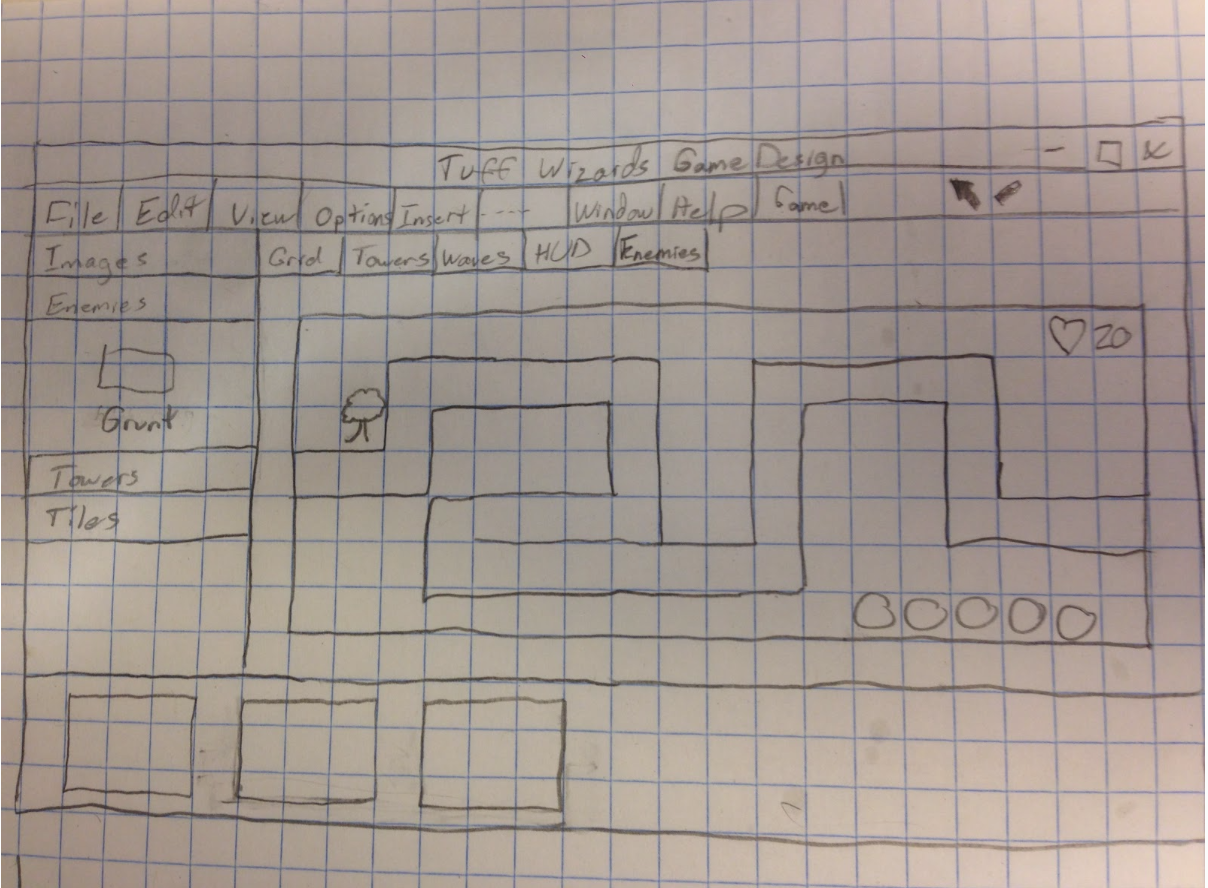 Tuff Wizards Game Design - □ X
File Edit View Options Insert ---- Window Help Game
Images Grid Towers Waves HUD Enemies
Enemies
20
Grunt
Towers
Tiles